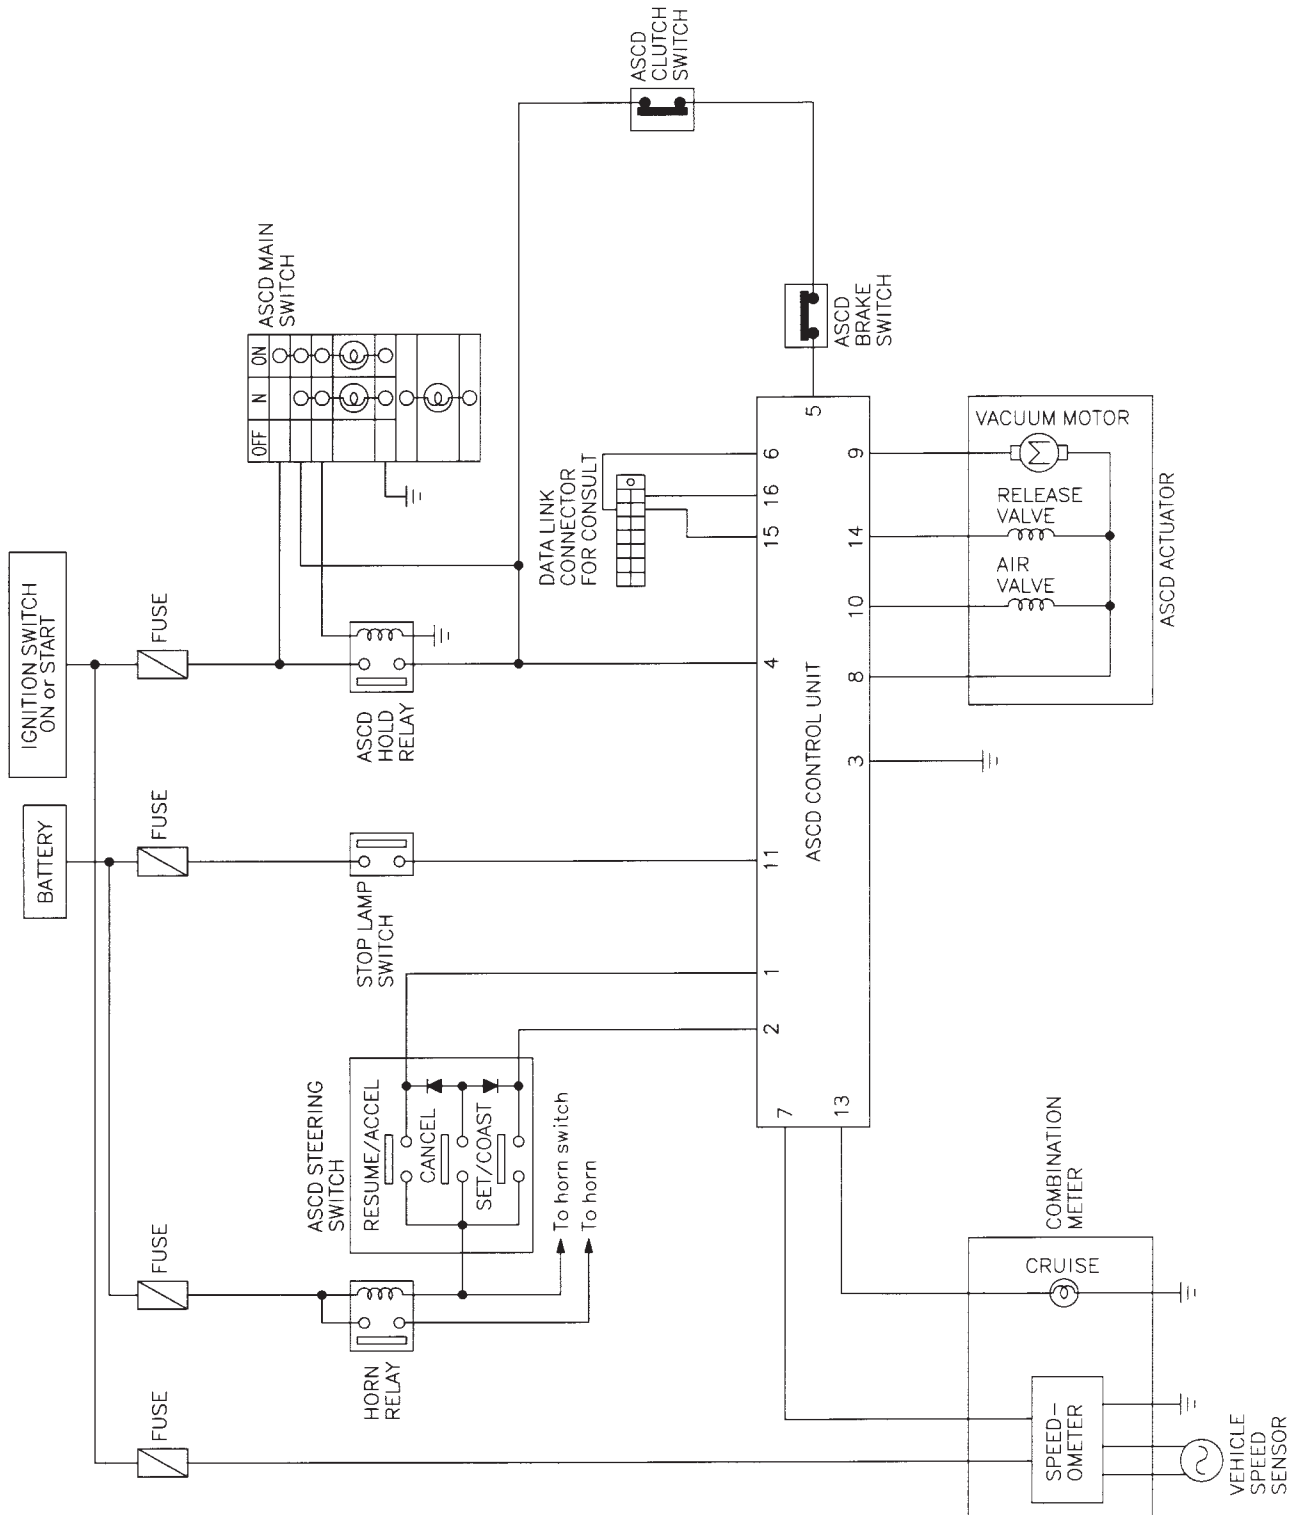 IGNITION SWITCH
ON or START
BATTERY
FUSE
FUSE
FUSE
FUSE
ASCD MAIN
SWITCH
OFF
N
ON
ASCD
CLUTCH
SWITCH
ASCD
HOLD
RELAY
STOP LAMP
SWITCH
ASCD STEERING
SWITCH
RESUME/ACCEL
CANCEL
SET/COAST
HORN
RELAY
To horn switch
To horn
DATA LINK
CONNECTOR
FOR CONSULT
ASCD
BRAKE
SWITCH
7
2
1
11
4
15
16
6
5
ASCD CONTROL UNIT
13
3
8
10
14
9
VACUUM MOTOR
M
RELEASE
VALVE
AIR
VALVE
ASCD ACTUATOR
COMBINATION
METER
CRUISE
SPEED-
OMETER
VEHICLE
SPEED
SENSOR